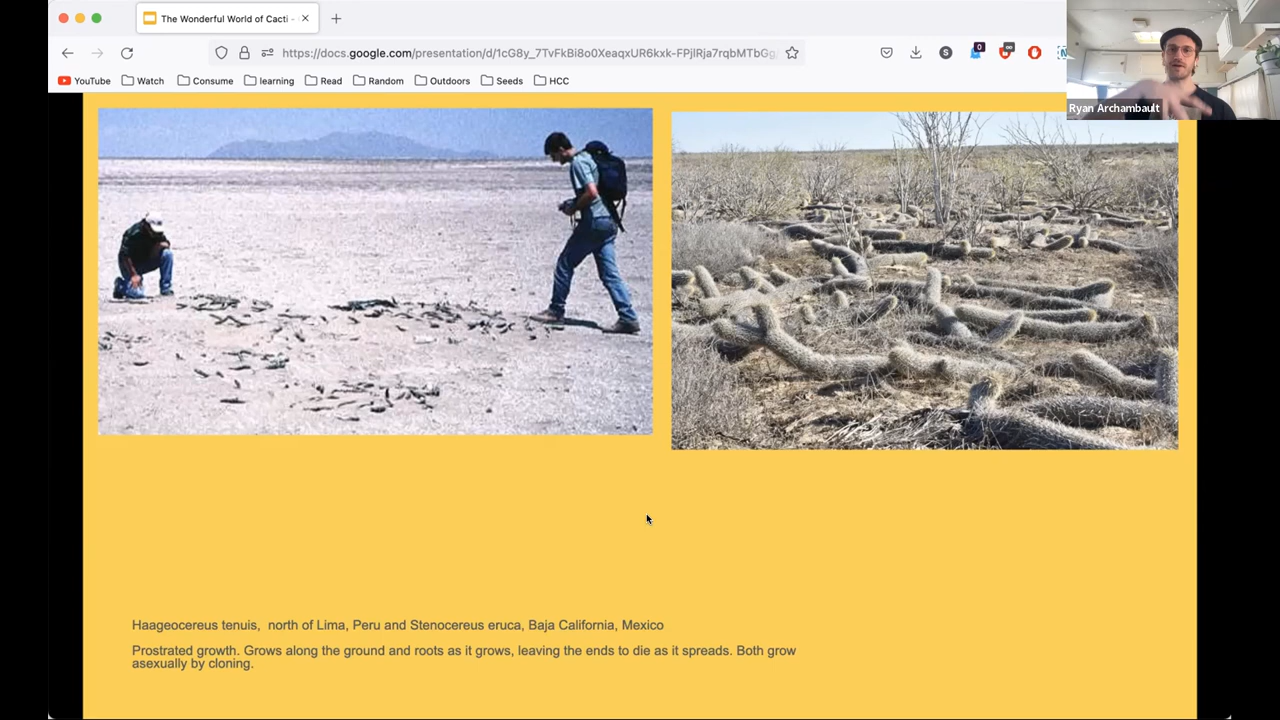 The Wonderful World of Cacti -
https://docs.google.com/presentation/d/1cG8y_7TvFkBi8o0XeaqxUR6kxk-FPjlRja7rqbMTbGg
S
0
YouTube Watch Consume learning Read Random Outdoors Seeds HCC
Ryan Archambault
Haageocereus tenuis, north of Lima, Peru and Stenocereus eruca, Baja California, Mexico
Prostrated growth. Grows along the ground and roots as it grows, leaving the ends to die as it spreads. Both grow
asexually by cloning.